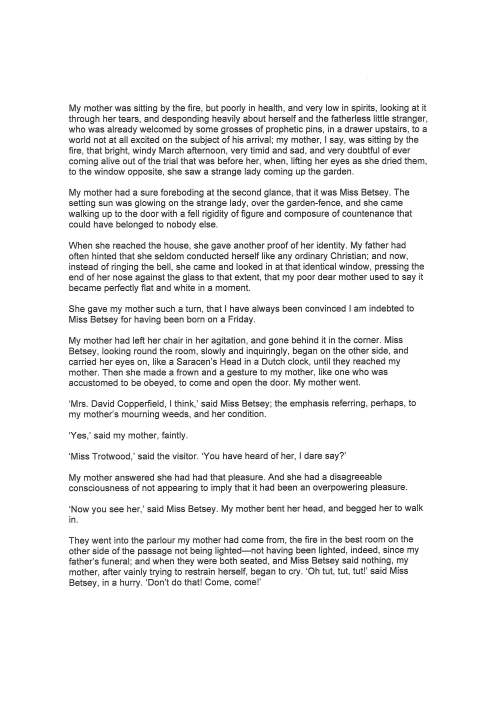 My mother was sitting by the fire, but poorly in health, and very low in spirits, looking at it
through her tears, and desponding heavily about herself and the fatherless little stranger,
who was already welcomed by some grosses of prophetic pins, in a drawer upstairs, to a
world not at all excited on the subject of his arrival; my mother, I say, was sitting by the
fire, that bright, windy March afternoon, very timid and sad, and very doubtful of ever
coming alive out of the trial that was before her, when, lifting her eyes as she dried them,
to the window opposite, she saw a strange lady coming up the garden.
My mother had a sure foreboding at the second glance, that it was Miss Betsey. The
setting sun was glowing on the strange lady, over the garden-fence, and she came
walking up to the door with a fell rigidity of figure and composure of countenance that
could have belonged to nobody else.
When she reached the house, she gave another proof of her identity. My father had
often hinted that she seldom conducted herself like any ordinary Christian; and now,
instead of ringing the bell, she came and looked in at that identical window, pressing the
end of her nose against the glass to that extent, that my poor dear mother used to say it
became perfectly flat and white in a moment.
She gave my mother such a turn, that I have always been convinced I am indebted to
Miss Betsey for having been born on a Friday.
My mother had left her chair in her agitation, and gone behind it in the corner. Miss
Betsey, looking round the room, slowly and inquiringly, began on the other side, and
carried her eyes on, like a Saracen's Head in a Dutch clock, until they reached my
mother. Then she made a frown and a gesture to my mother, like one who was
accustomed to be obeyed, to come and open the door. My mother went.
'Mrs. David Copperfield, I think,' said Miss Betsey; the emphasis referring, perhaps, to
my mother's mourning weeds, and her condition.
'Yes,' said my mother, faintly.
'Miss Trotwood,' said the visitor. 'You have heard of her, I dare say?'
My mother answered she had had that pleasure. And she had a disagreeable
consciousness of not appearing to imply that it had been an overpowering pleasure.
'Now you see her,' said Miss Betsey. My mother bent her head, and begged her to walk
in.
They went into the parlour my mother had come from, the fire in the best room on the
other side of the passage not being lighted—not having been lighted, indeed, since my
father's funeral; and when they were both seated, and Miss Betsey said nothing, my
mother, after vainly trying to restrain herself, began to cry. 'Oh tut, tut, tut!' said Miss
Betsey, in a hurry. 'Don't do that! Come, come!'